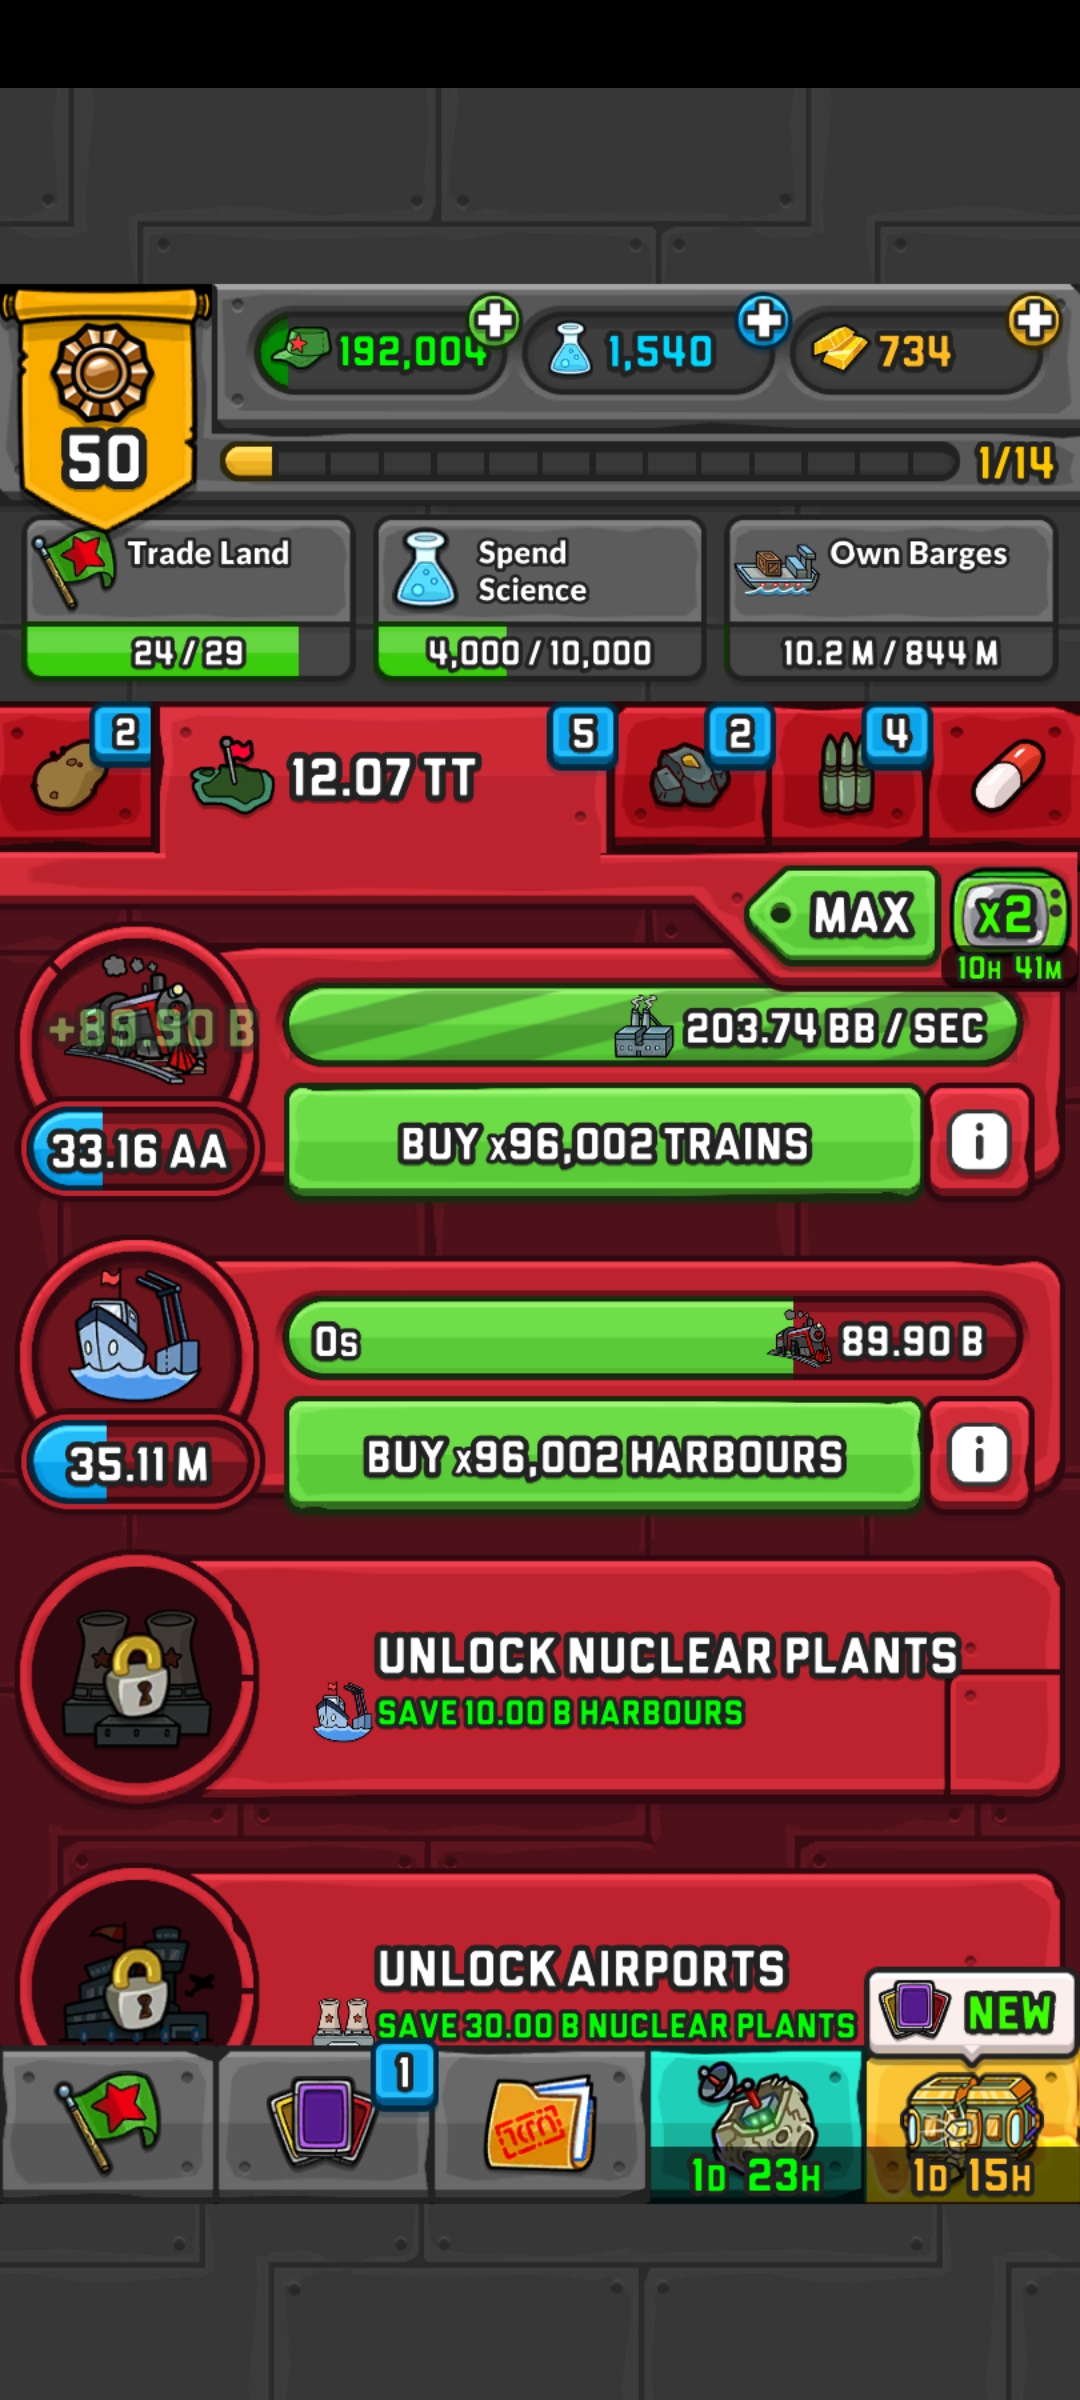 192,004
1,540
734
50
1/14
Trade Land
24/29
Spend
Science
4,000/10,000
Own Barges
10.2 M/844 M
2
12.07 TT
5
2
4
MAX
x2
10H 41M
+89.90 B
203.74 BB/SEC
33.16 AA
BUY x96,002 TRAINS
i
0s
89.90 B
35.11 M
BUY x96,002 HARBOURS
i
UNLOCK NUCLEAR PLANTS
SAVE 10.00 B HARBOURS
UNLOCK AIRPORTS
SAVE 30.00 B NUCLEAR PLANTS
NEW
1
1D 23H
1D 15H